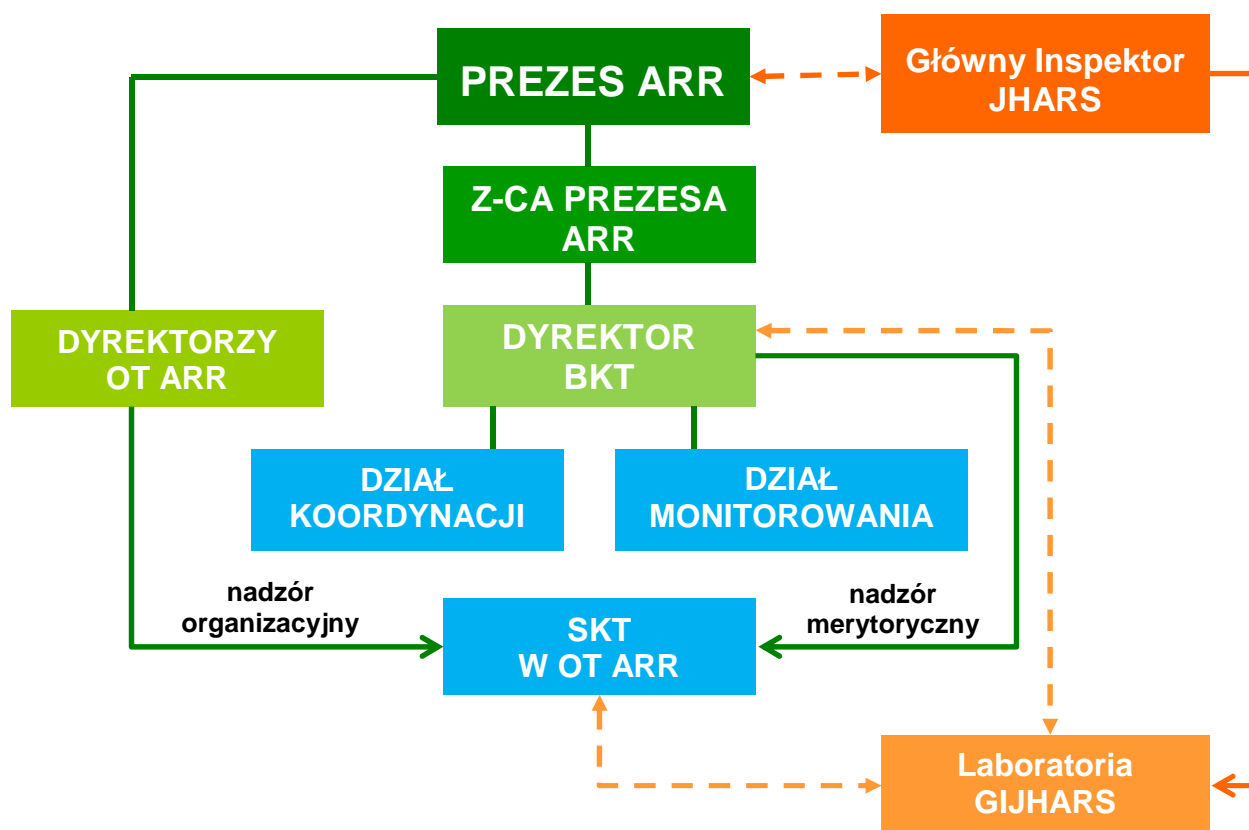 PREZES ARR
Główny Inspektor
JHARS
Z-CA PREZESA
ARR
DYREKTORZY
OT ARR
DYREKTOR
BKT
DZIAŁ
KOORDYNACJI
DZIAŁ
MONITOROWANIA
nadzór
organizacyjny
SKT
W OT ARR
nadzór
merytoryczny
Laboratoria
GIJHARS